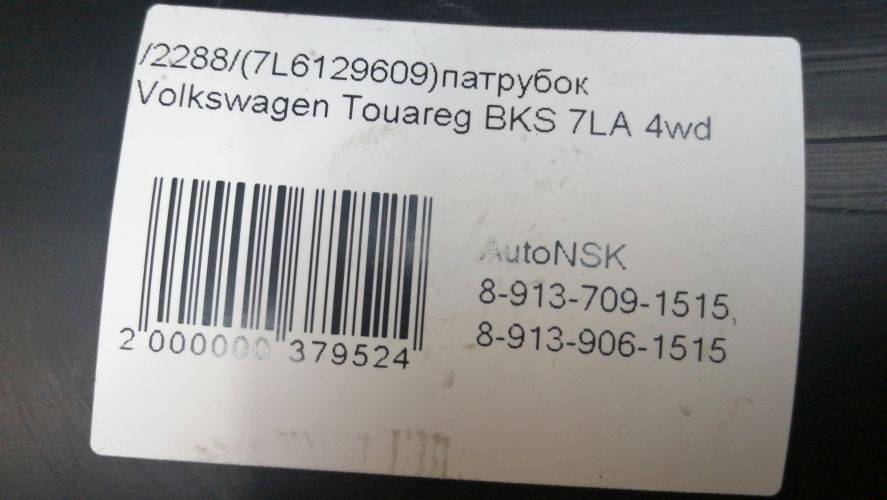 /2288/(7L6129609)патрубок
Volkswagen Touareg BKS 7LA 4wd
AutoNSK
8-913-709-1515,
8-913-906-1515
2 000000 379524